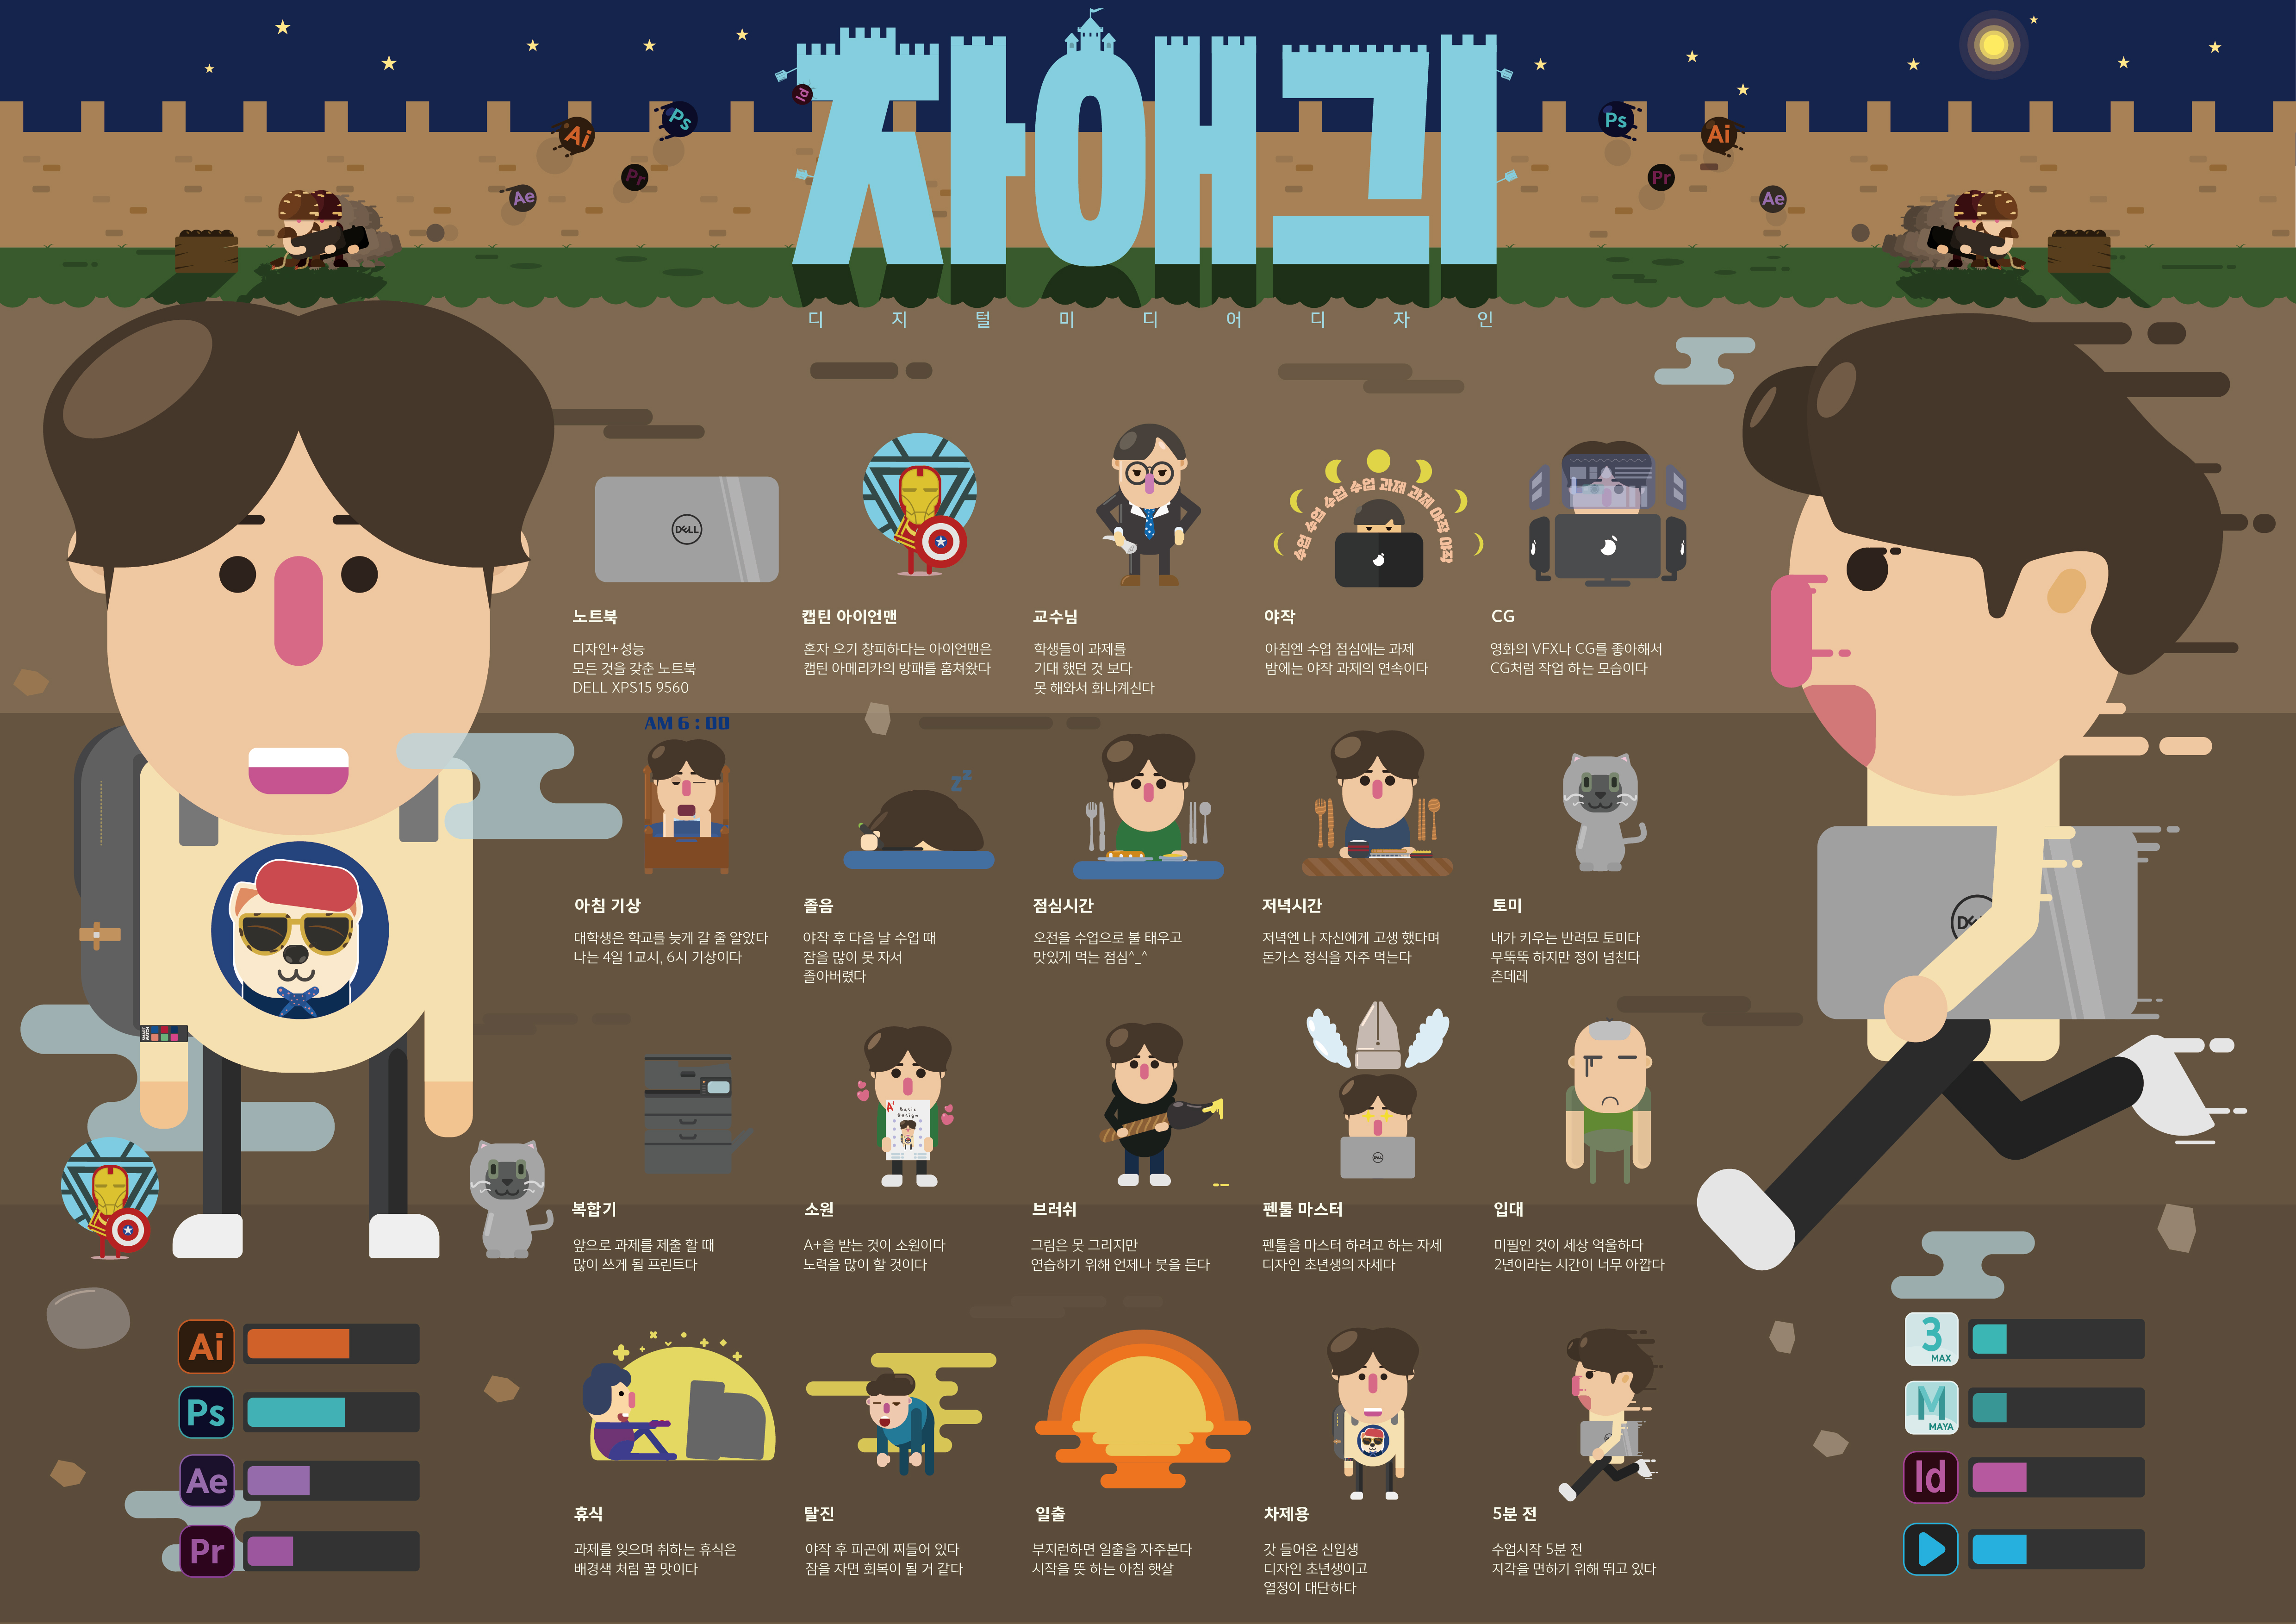 차애긴
디지털미디어디자인
Id
Ai
Ps
Pr
Ae
Ps
Ai
Pr
Ae
DELL
수업 수업 수업 수업 과제 과제 야작 야작
노트북
디자인+성능
모든 것을 갖춘 노트북
DELL XPS15 9560
캡틴 아이언맨
혼자 오기 창피하다는 아이언맨은
캡틴 아메리카의 방패를 훔쳐왔다
교수님
학생들이 과제를
기대 했던 것 보다
못 해와서 화나계신다
야작
아침엔 수업 점심에는 과제
밤에는 야작 과제의 연속이다
CG
영화의 VFX나 CG를 좋아해서
CG처럼 작업 하는 모습이다
AM 6 : 00
zz
아침 기상
대학생은 학교를 늦게 갈 줄 알았다
나는 4일 1교시, 6시 기상이다
졸음
야작 후 다음 날 수업 때
잠을 많이 못 자서
졸아버렸다
점심시간
오전을 수업으로 불 태우고
맛있게 먹는 점심^_^
저녁시간
저녁엔 나 자신에게 고생 했다며
돈가스 정식을 자주 먹는다
토미
내가 키우는 반려묘 토미다
무뚝뚝 하지만 정이 넘친다
츤데레
A+
Basic
Design
DELL
복합기
앞으로 과제를 제출 할 때
많이 쓰게 될 프린트다
소원
A+을 받는 것이 소원이다
노력을 많이 할 것이다
브러쉬
그림은 못 그리지만
연습하기 위해 언제나 붓을 든다
펜툴 마스터
펜툴을 마스터 하려고 하는 자세
디자인 초년생의 자세다
입대
미필인 것이 세상 억울하다
2년이라는 시간이 너무 아깝다
휴식
과제를 잊으며 취하는 휴식은
배경색 처럼 꿀 맛이다
탈진
야작 후 피곤에 찌들어 있다
잠을 자면 회복이 될 거 같다
일출
부지런하면 일출을 자주본다
시작을 뜻 하는 아침 햇살
차제용
갓 들어온 신입생
디자인 초년생이고
열정이 대단하다
5분 전
수업시작 5분 전
지각을 면하기 위해 뛰고 있다
Ai
Ps
Ae
Pr
3
MAX
M
MAYA
Id